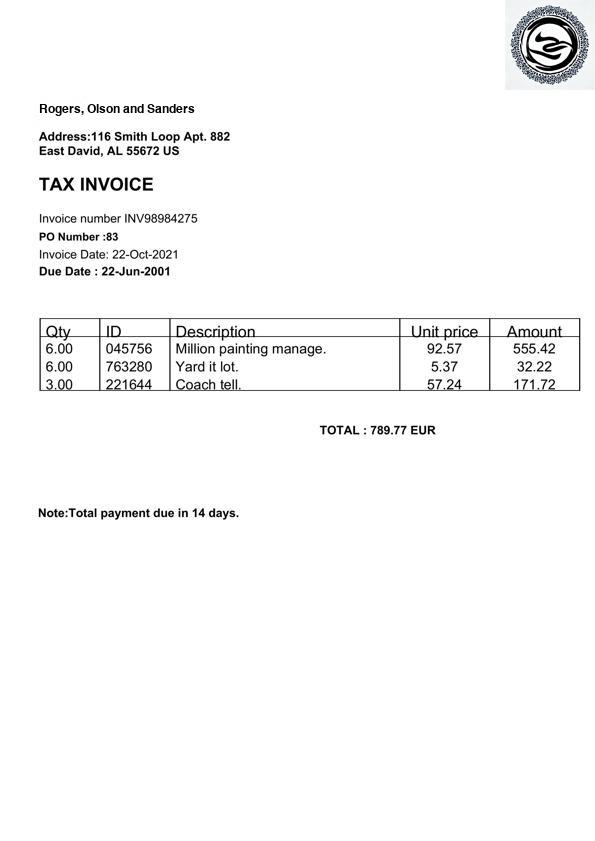 Rogers, Olson and Sanders
Address:116 Smith Loop Apt. 882
East David, AL 55672 US
TAX INVOICE
Invoice number INV98984275
PO Number :83
Invoice Date: 22-Oct-2021
Due Date : 22-Jun-2001
Qty ID Description Unit price Amount
6.00 045756 Million painting manage. 92.57 555.42
6.00 763280 Yard it lot. 5.37 32.22
3.00 221644 Coach tell. 57.24 171.72
TOTAL : 789.77 EUR
Note:Total payment due in 14 days.